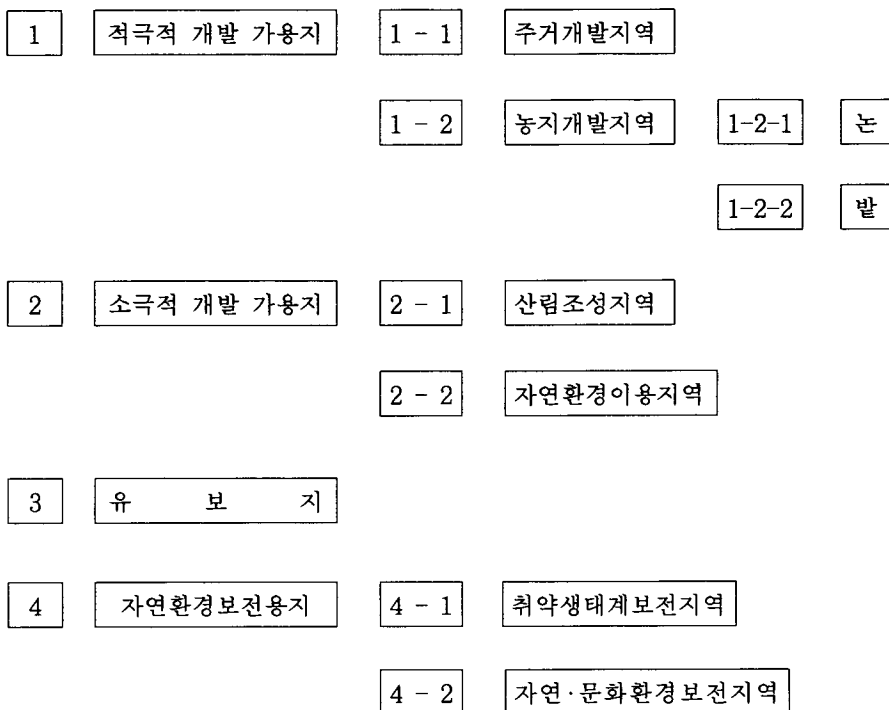 1 적극적 개발 가용지 1 - 1 주거개발지역
1 - 2 농지개발지역 1-2-1 논
1-2-2 밭
2 소극적 개발 가용지 2 - 1 산림조성지역
2 - 2 자연환경이용지역
3 유 보 지
4 자연환경보전용지 4 - 1 취약생태계보전지역
4 - 2 자연·문화환경보전지역